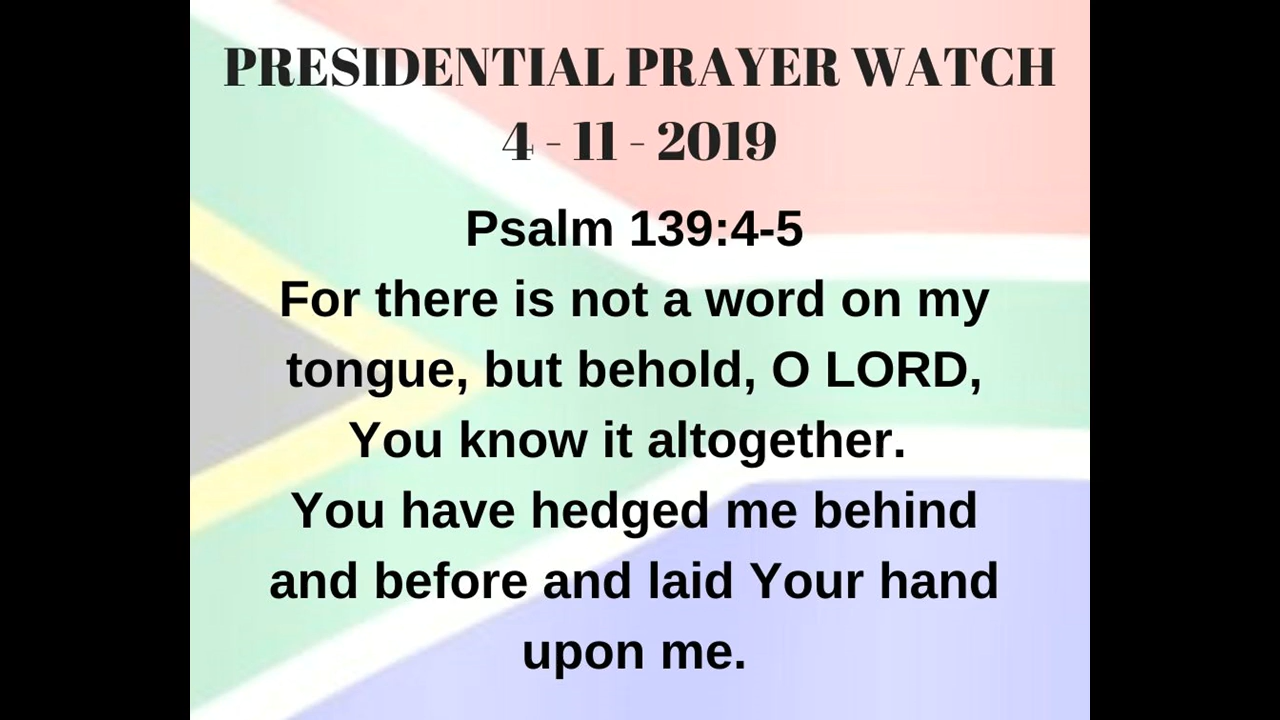 PRESIDENTIAL PRAYER WATCH
4 - 11 - 2019
Psalm 139:4-5
For there is not a word on my
tongue, but behold, O LORD,
You know it altogether.
You have hedged me behind
and before and laid Your hand
upon me.